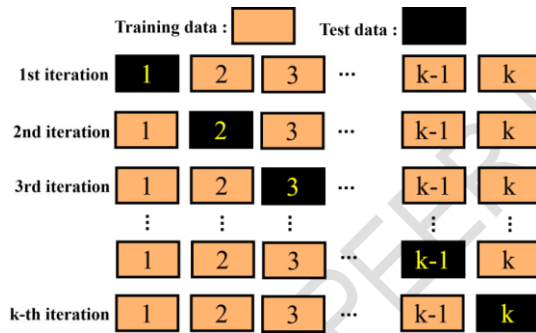 Training data : Test data :
1st iteration 1 2 3 ... k-1 k
2nd iteration 1 2 3 ... k-1 k
3rd iteration 1 2 3 ... k-1 k
1 2 3 ... k-1 k
k-th iteration 1 2 3 ... k-1 k
PEER